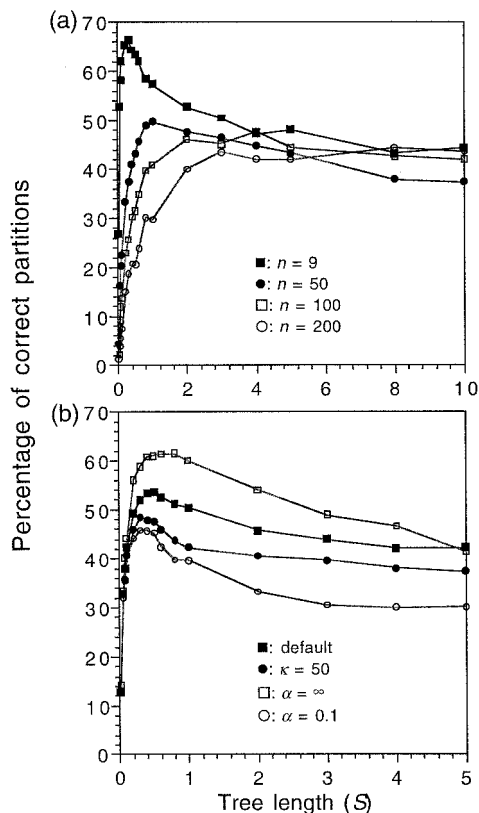 (a)
70
60
50
40
30
20
10
0
■: n = 9
●: n = 50
□: n = 100
○: n = 200
0 2 4 6 8 10
Percentage of correct partitions
(b)
70
60
50
40
30
20
10
0
■: default
●: κ = 50
□: α = ∞
○: α = 0.1
0 1 2 3 4 5
Tree length (S)